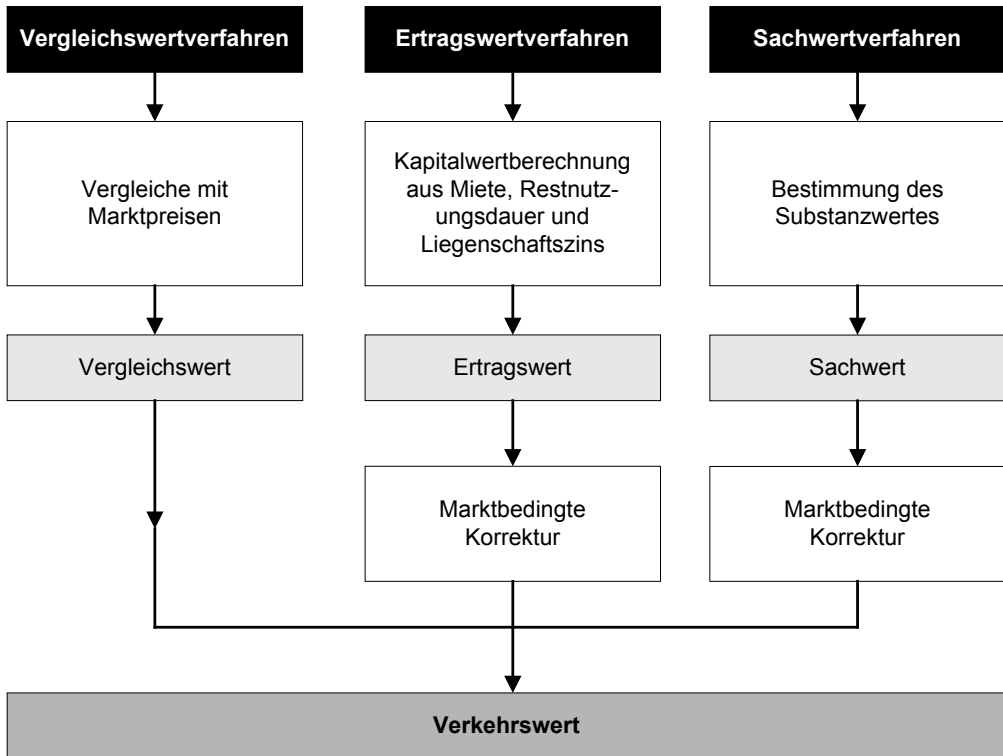 Vergleichswertverfahren
Ertragswertverfahren
Sachwertverfahren
Vergleiche mit
Marktpreisen
Kapitalwertberechnung
aus Miete, Restnutz-
ungsdauer und
Liegenschaftszins
Bestimmung des
Substanzwertes
Vergleichswert
Ertragswert
Sachwert
Marktbedingte
Korrektur
Marktbedingte
Korrektur
Verkehrswert